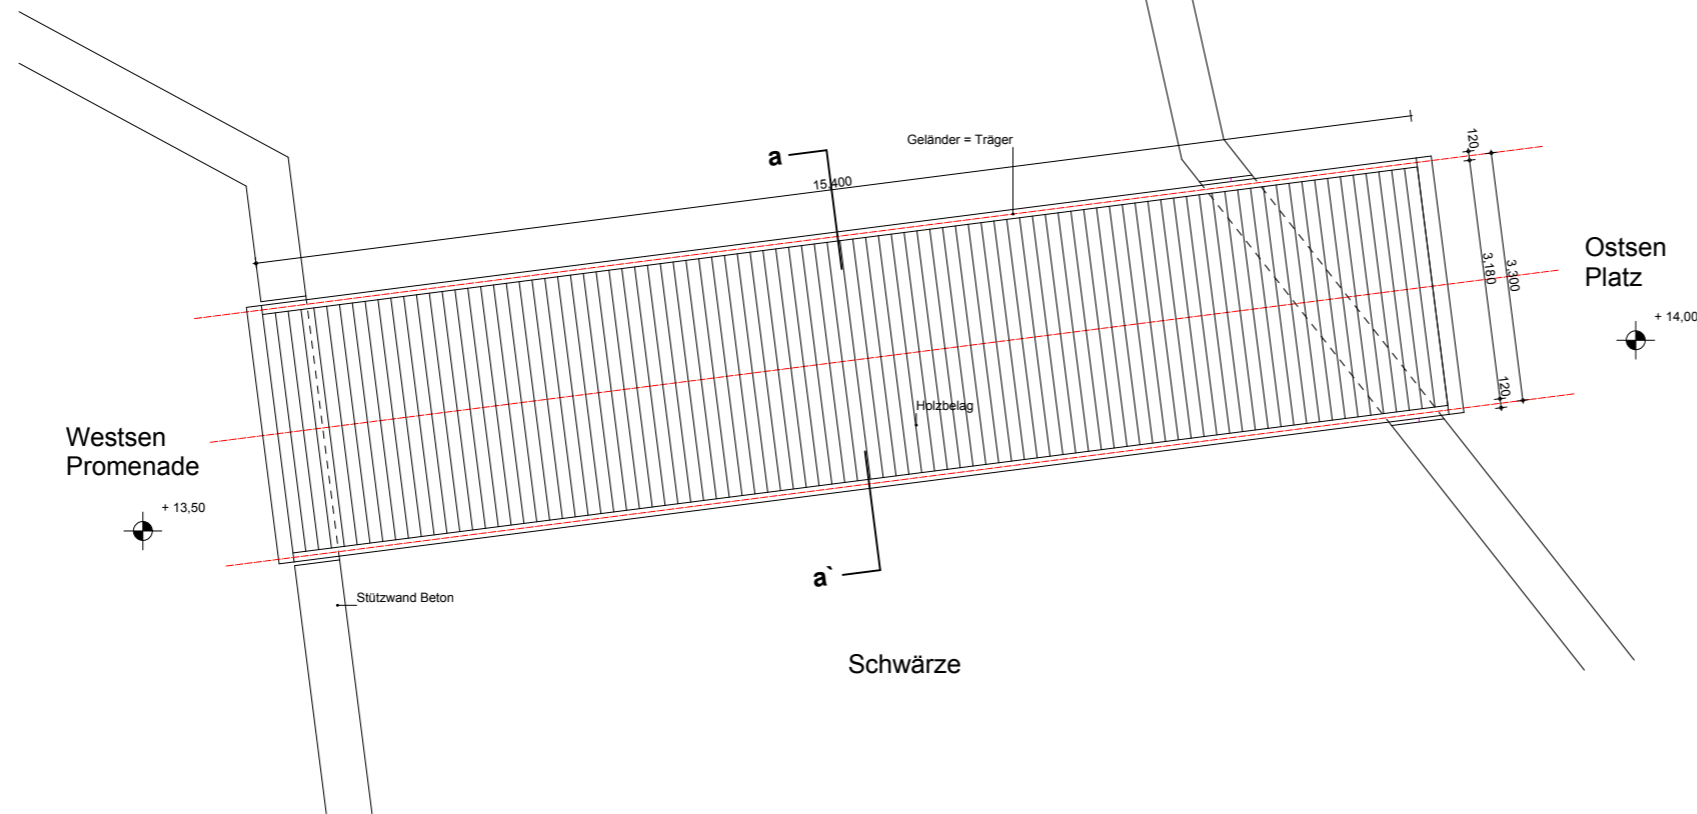 Geländer = Träger
a
15,400
120
3,180
3,300
120
Ostsen
Platz
+ 14,00
Holzbelag
Westsen
Promenade
+ 13,50
a`
Stützwand Beton
Schwärze